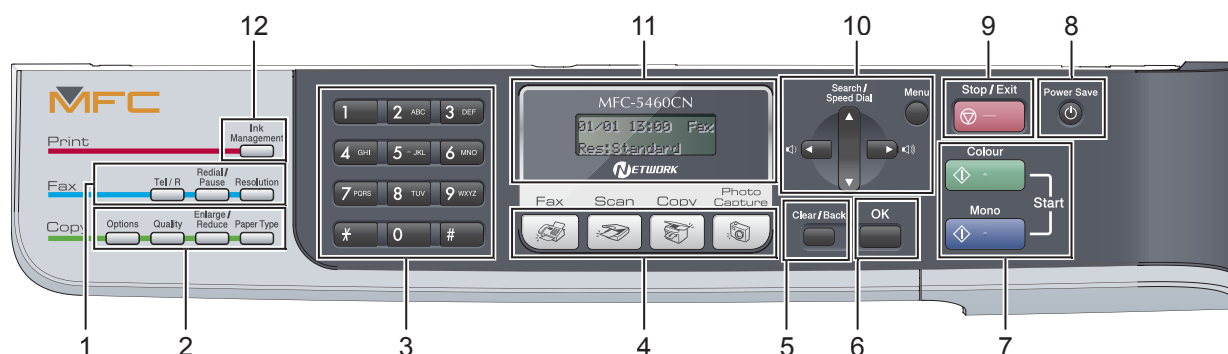 12
11
10
9
8
MFC
Print
Ink
Management
Fax
Tel / R
Redial /
Pause
Resolution
Copy
Options
Quality
Enlarge /
Reduce
Paper Type
1
2 ABC
3 DEF
4 GHI
5 JKL
6 MNO
7 PQRS
8 TUV
9 WXYZ
*
0
#
MFC-5460CN
01/01 13:00 Fax
Res:Standard
NETWORK
Fax
Scan
Copy
Photo
Capture
Search /
Speed Dial
Menu
Clear / Back
OK
Stop / Exit
Power Save
Colour
Mono
Start
1
2
3
4
5
6
7